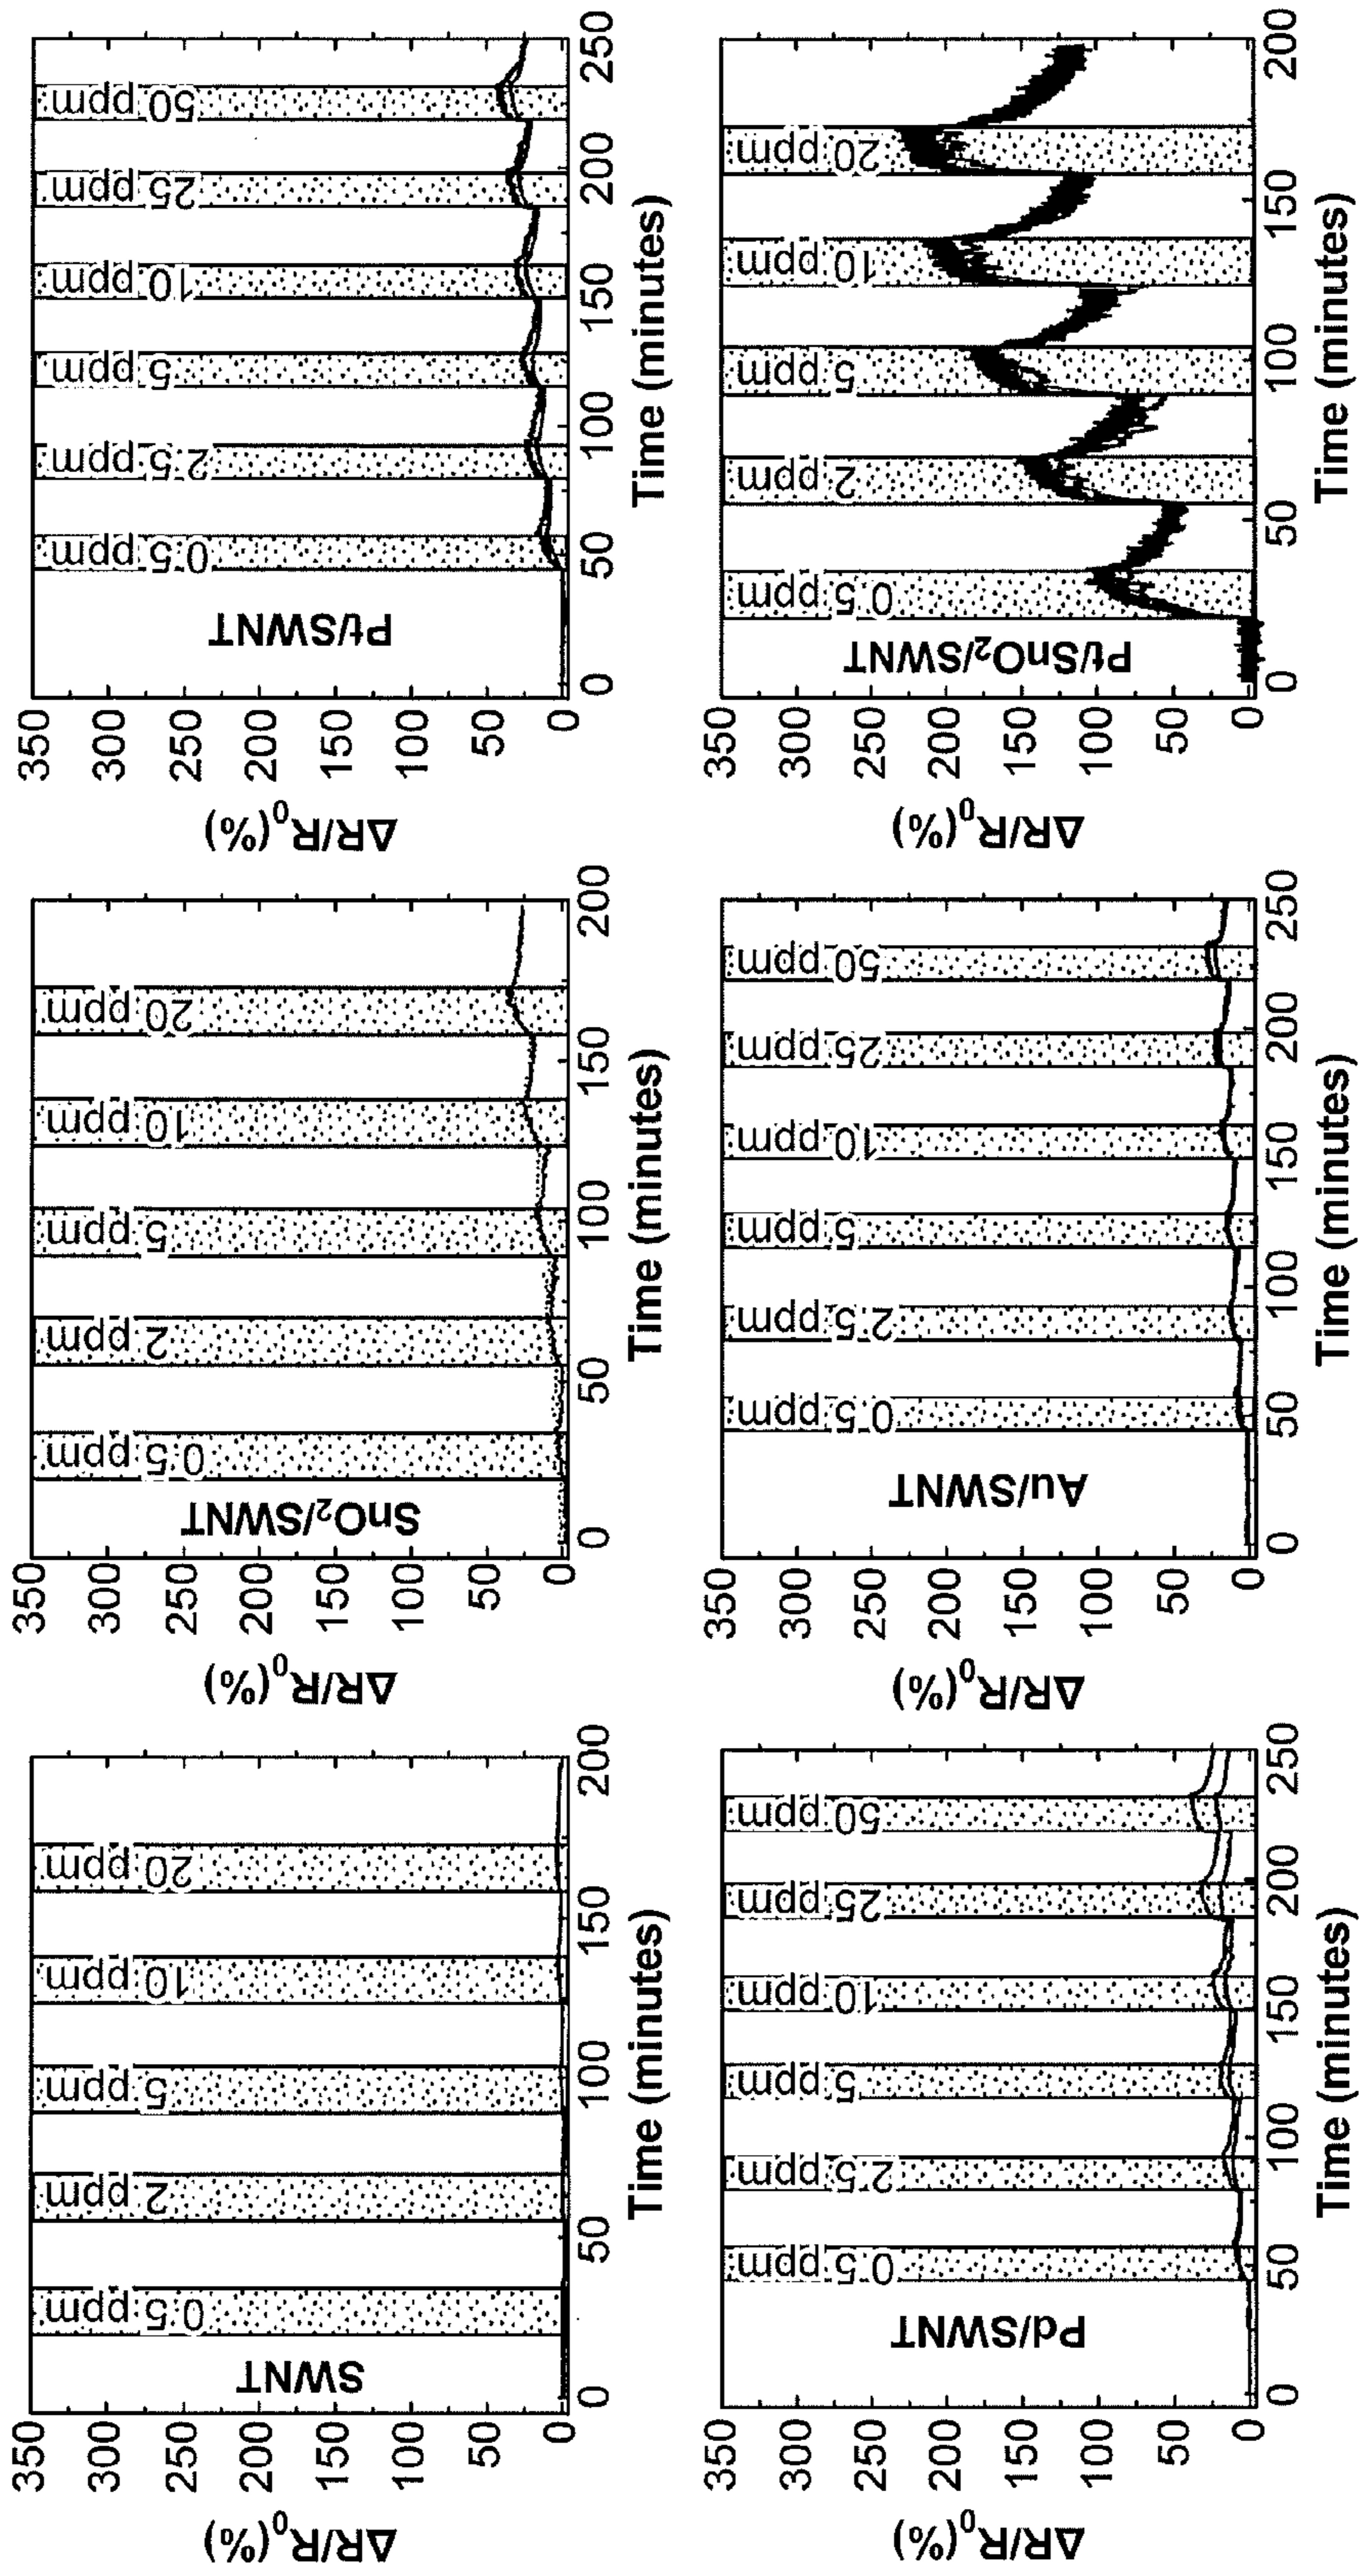 SWNT
0.5 ppm
2 ppm
5 ppm
10 ppm
20 ppm
350
300
250
200
150
100
50
0
ΔR/R0(%)
0 50 100 150 200
Time (minutes)
SnO2/SWNT
0.5 ppm
2 ppm
5 ppm
10 ppm
20 ppm
350
300
250
200
150
100
50
0
ΔR/R0(%)
0 50 100 150 200
Time (minutes)
Pt/SWNT
0.5 ppm
2.5 ppm
5 ppm
10 ppm
25 ppm
50 ppm
350
300
250
200
150
100
50
0
ΔR/R0(%)
0 50 100 150 200 250
Time (minutes)
Pd/SWNT
0.5 ppm
2.5 ppm
5 ppm
10 ppm
25 ppm
50 ppm
350
300
250
200
150
100
50
0
ΔR/R0(%)
0 50 100 150 200 250
Time (minutes)
Au/SWNT
0.5 ppm
2.5 ppm
5 ppm
10 ppm
25 ppm
50 ppm
350
300
250
200
150
100
50
0
ΔR/R0(%)
0 50 100 150 200 250
Time (minutes)
Pt/SnO2/SWNT
0.5 ppm
2 ppm
5 ppm
10 ppm
20 ppm
350
300
250
200
150
100
50
0
ΔR/R0(%)
0 50 100 150 200
Time (minutes)